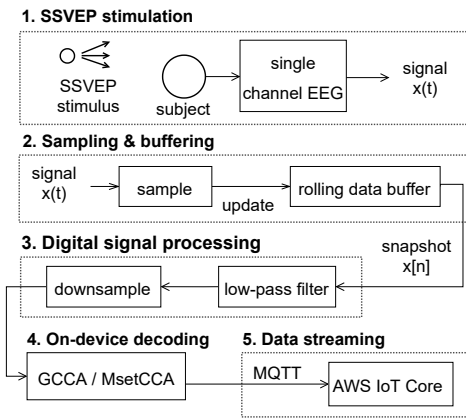 1. SSVEP stimulation
SSVEP
stimulus
subject
single
channel EEG
signal
x(t)
2. Sampling & buffering
signal
x(t)
sample
update
rolling data buffer
3. Digital signal processing
snapshot
x[n]
downsample
low-pass filter
4. On-device decoding
5. Data streaming
GCCA / MsetCCA
MQTT
AWS IoT Core